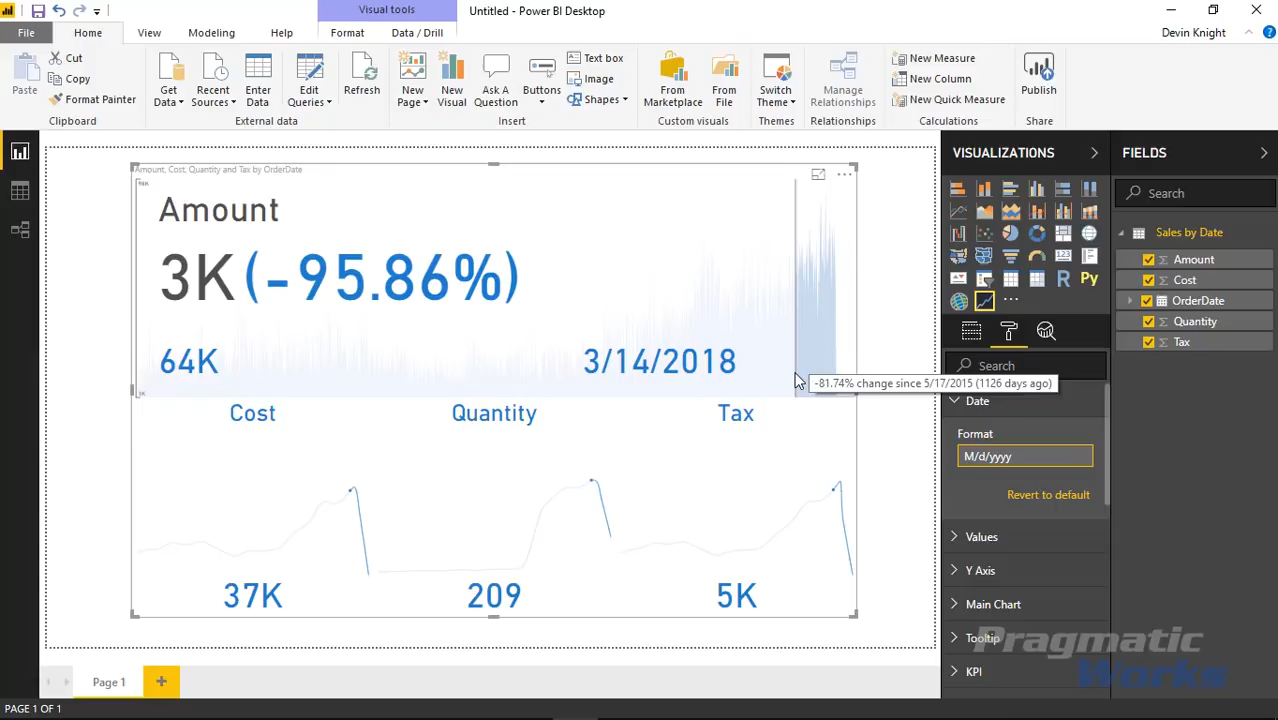 Visual tools
Untitled - Power BI Desktop
File
Home
View
Modeling
Help
Format
Data / Drill
Devin Knight
Paste
Cut
Copy
Format Painter
Clipboard
Get Data
Recent Sources
Enter Data
Edit Queries
Refresh
External data
New Page
New Visual
Ask A Question
Buttons
Text box
Image
Shapes
Insert
From Marketplace
From File
Custom visuals
Switch Theme
Themes
Manage Relationships
Relationships
New Measure
New Column
New Quick Measure
Calculations
Publish
Share
Amount, Cost, Quantity and Tax by OrderDate
Amount
3K(-95.86%)
64K
3/14/2018
-81.74% change since 5/17/2015 (1126 days ago)
Cost
Quantity
Tax
37K
209
5K
VISUALIZATIONS
R
Py
Search
Date
Format
M/d/yyyy
Revert to default
Values
Y Axis
Main Chart
Tooltip
KPI
FIELDS
Search
Sales by Date
Amount
Cost
OrderDate
Quantity
Tax
Pragmatic
Works
Page 1
PAGE 1 OF 1